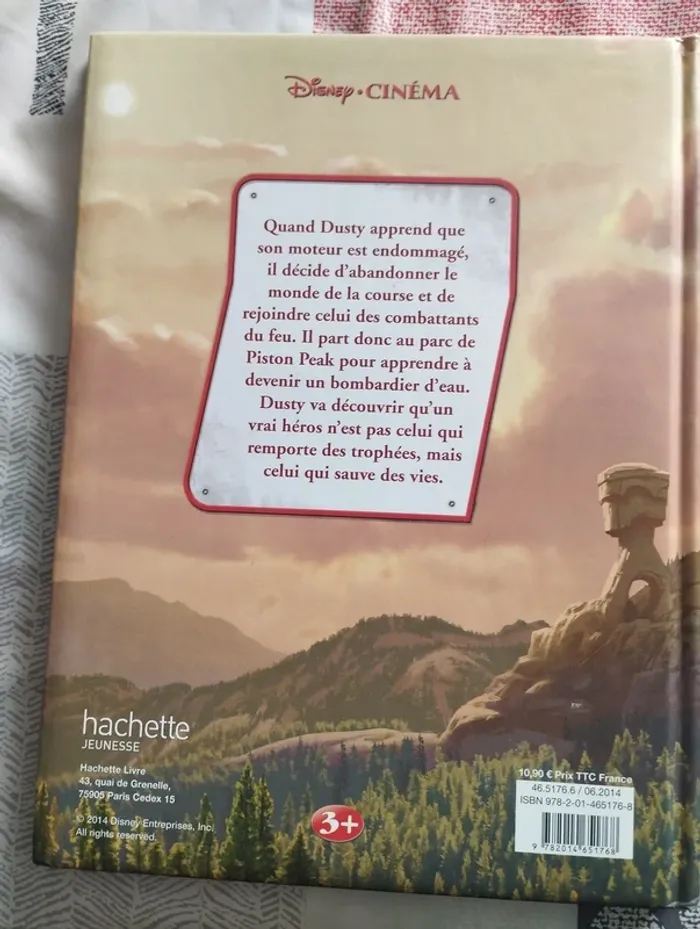 Disney · CINÉMA
Quand Dusty apprend que
son moteur est endommagé,
il décide d'abandonner le
monde de la course et de
rejoindre celui des combattants
du feu. Il part donc au parc de
Piston Peak pour apprendre à
devenir un bombardier d'eau.
Dusty va découvrir qu'un
vrai héros n'est pas celui qui
remporte des trophées, mais
celui qui sauve des vies.
hachette
JEUNESSE
Hachette Livre
43, quai de Grenelle,
75905 Paris Cedex 15
© 2014 Disney Entreprises, Inc.
All rights reserved.
3+
10,90 € Prix TTC France
46.5176.6 / 06.2014
ISBN 978-2-01-465176-8
9 782014 651768